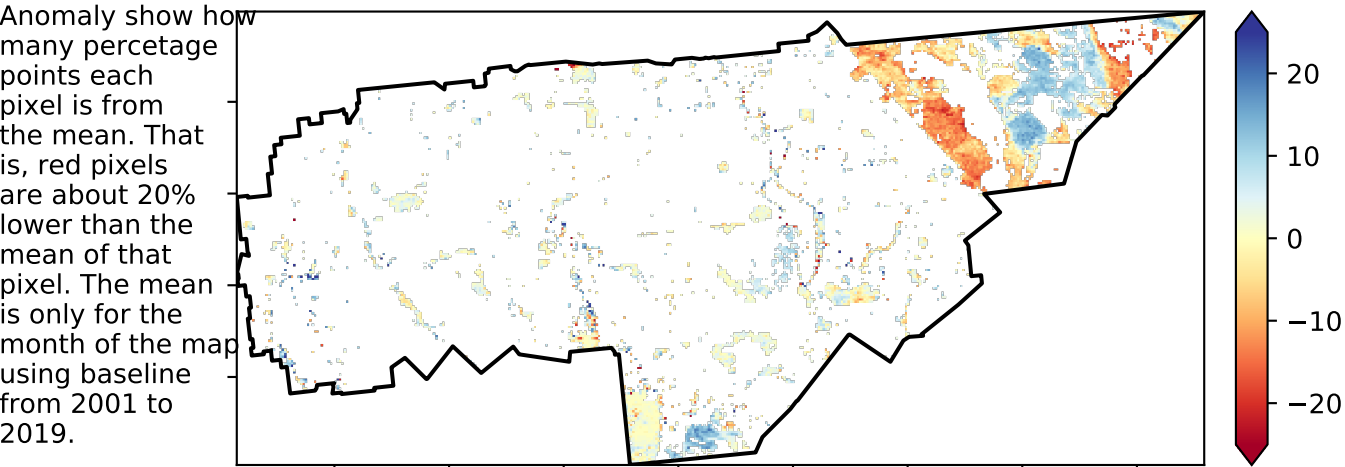 Anomaly show how
many percetage
points each
pixel is from
the mean. That
is, red pixels
are about 20%
lower than the
mean of that
pixel. The mean
is only for the
month of the map
using baseline
from 2001 to
2019.
20
10
0
−10
−20